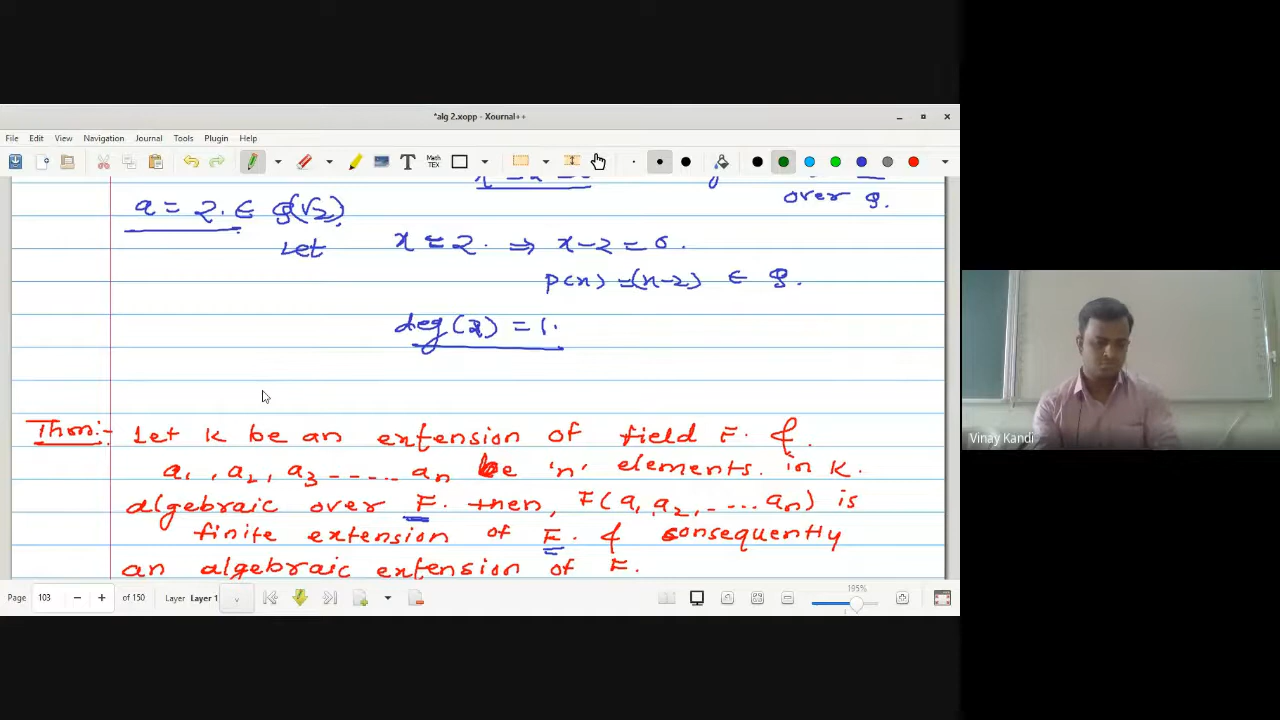 *alg 2.xopp - Xournal++
File Edit View Navigation Journal Tools Plugin Help
over Q.
a = 2. ∈ Q(√2)
Let x = 2. ⇒ x-2 = 0.
p(x) = (x-2) ∈ Q.
deg(2) = 1.
Thm:- Let K be an extension of field F. &
a1, a2, a3 ------ an be 'n' elements. in K.
algebraic over F. then, F(a1, a2, ---- an) is
finite extension of F. & consequently
an algebraic extension of F.
Vinay Kandi
Page 103 of 150 Layer Layer 1 195%